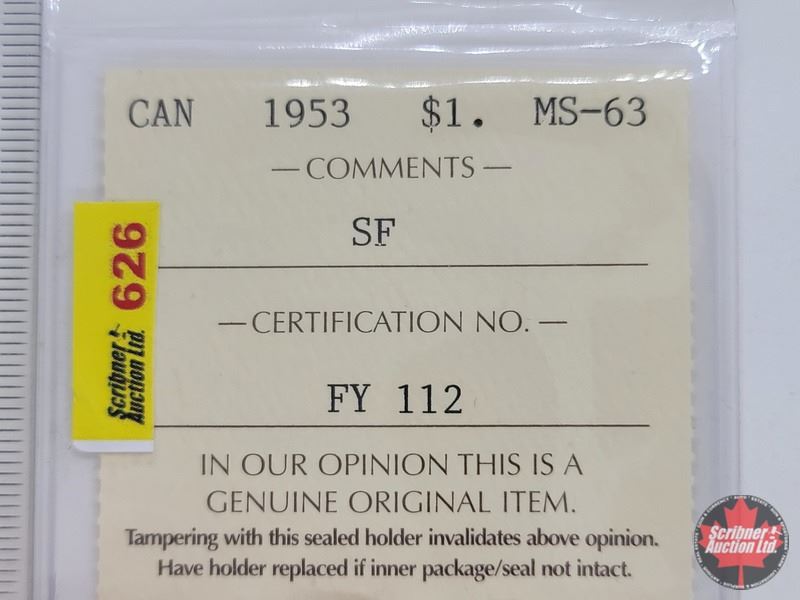 CAN 1953 $1. MS-63
— COMMENTS —
SF
— CERTIFICATION NO. —
FY 112
IN OUR OPINION THIS IS A
GENUINE ORIGINAL ITEM.
Tampering with this sealed holder invalidates above opinion.
Have holder replaced if inner package/seal not intact.
626
Scribner
Auction Ltd.
Scribner
Auction Ltd.